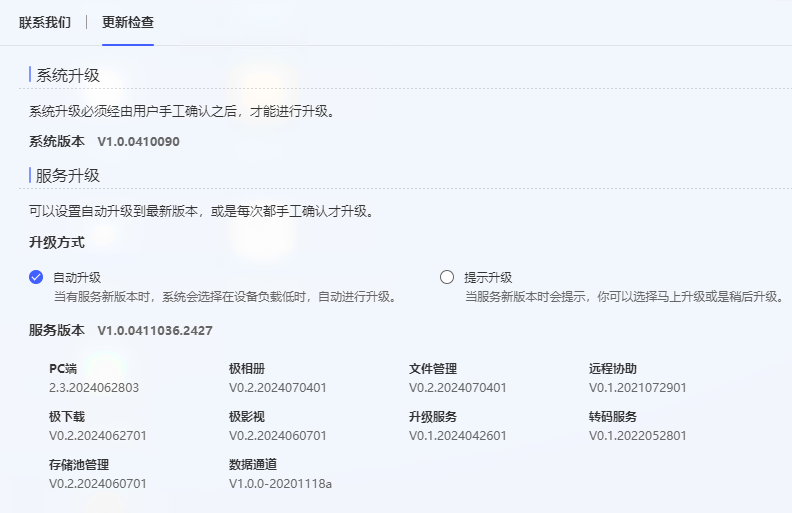 联系我们 | 更新检查
系统升级
系统升级必须经由用户手工确认之后，才能进行升级。
系统版本 V1.0.0410090
服务升级
可以设置自动升级到最新版本，或是每次都手工确认才升级。
升级方式
自动升级 提示升级
当有服务新版本时，系统会选择在设备负载低时，自动进行升级。 当服务新版本时会提示，你可以选择马上升级或是稍后升级。
服务版本 V1.0.0411036.2427
PC端 极相册 文件管理 远程协助
2.3.2024062803 V0.2.2024070401 V0.2.2024070401 V0.1.2021072901
极下载 极影视 升级服务 转码服务
V0.2.2024062701 V0.2.2024060701 V0.1.2024042601 V0.1.2022052801
存储池管理 数据通道
V0.2.2024060701 V1.0.0-20201118a